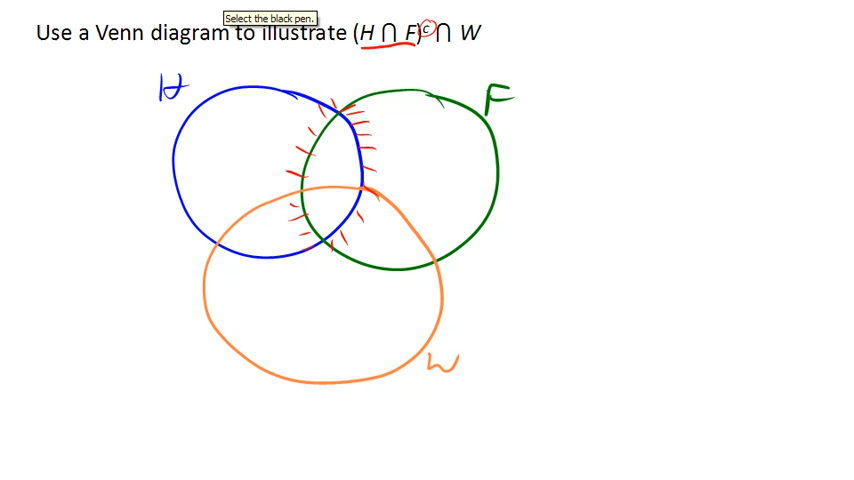 Select the black pen.
Use a Venn diagram to illustrate (H ⋂ F)ᶜ ⋂ W
H
F
W